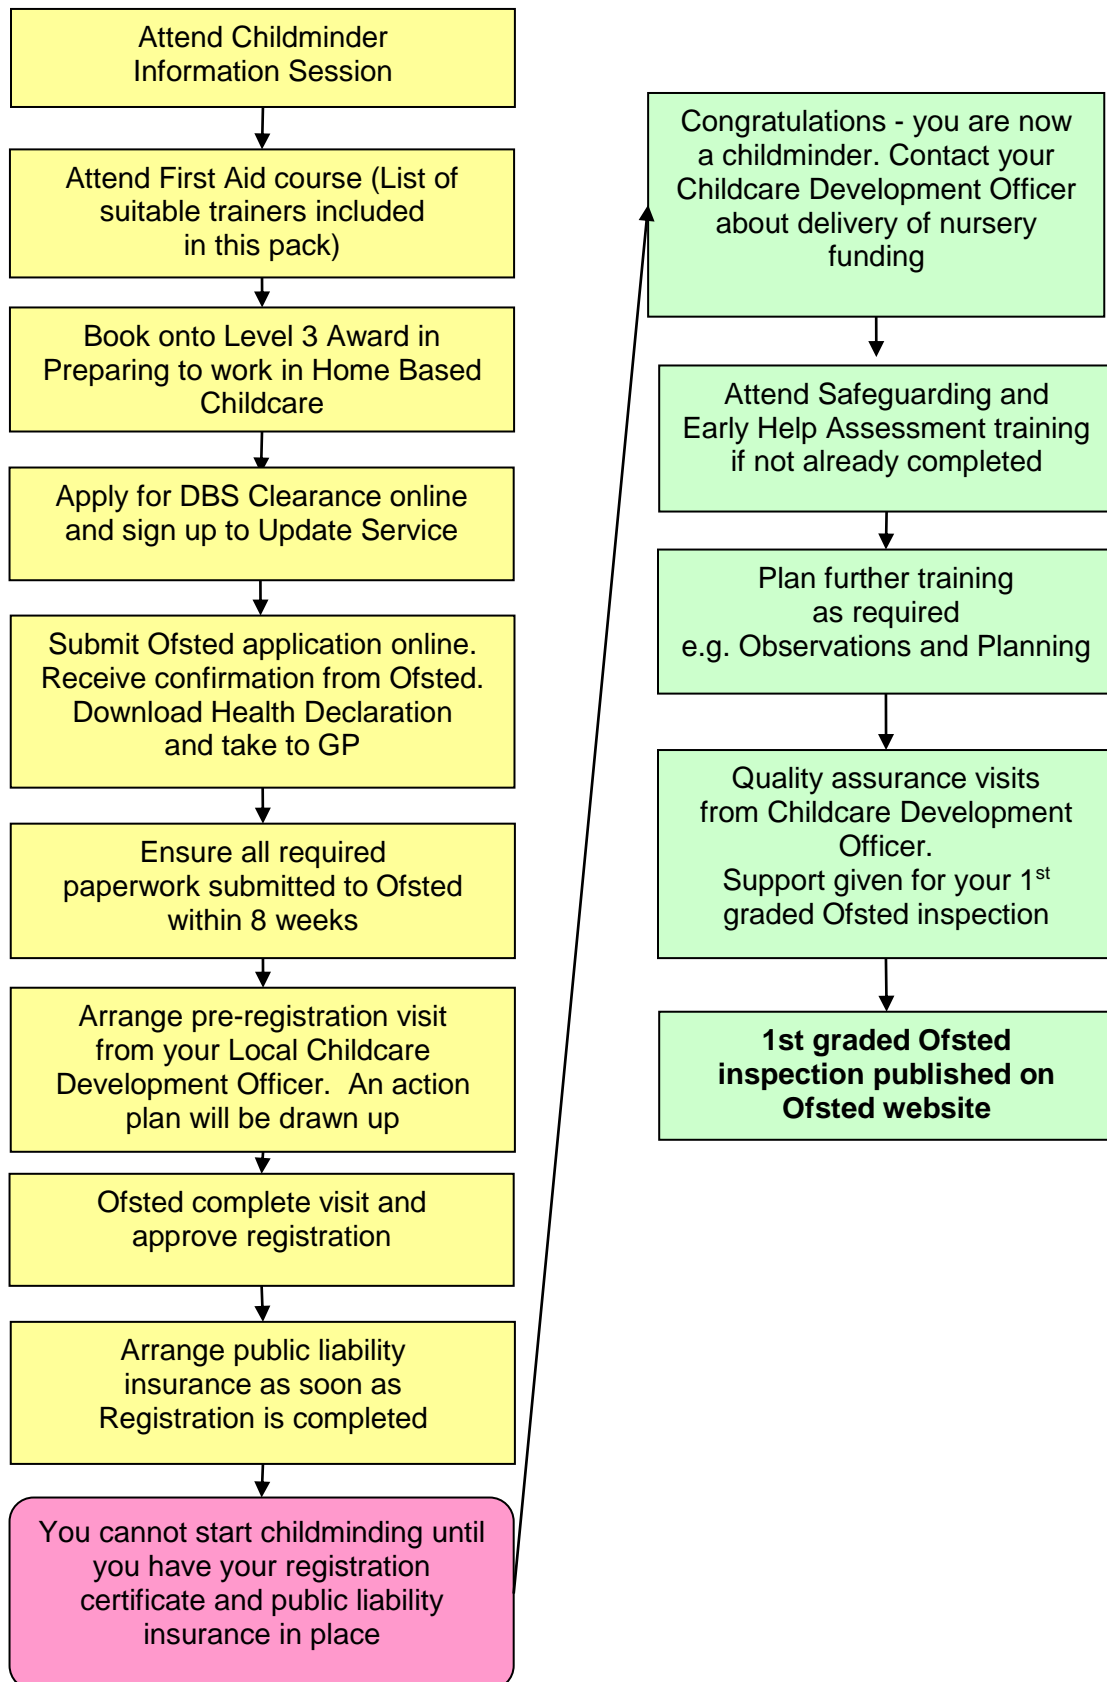 Attend Childminder
Information Session
Attend First Aid course (List of
suitable trainers included
in this pack)
Book onto Level 3 Award in
Preparing to work in Home Based
Childcare
Apply for DBS Clearance online
and sign up to Update Service
Submit Ofsted application online.
Receive confirmation from Ofsted.
Download Health Declaration
and take to GP
Ensure all required
paperwork submitted to Ofsted
within 8 weeks
Arrange pre-registration visit
from your Local Childcare
Development Officer.  An action
plan will be drawn up
Ofsted complete visit and
approve registration
Arrange public liability
insurance as soon as
Registration is completed
You cannot start childminding until
you have your registration
certificate and public liability
insurance in place
Congratulations - you are now
a childminder. Contact your
Childcare Development Officer
about delivery of nursery
funding
Attend Safeguarding and
Early Help Assessment training
if not already completed
Plan further training
as required
e.g. Observations and Planning
Quality assurance visits
from Childcare Development
Officer.
Support given for your 1st
graded Ofsted inspection
1st graded Ofsted
inspection published on
Ofsted website